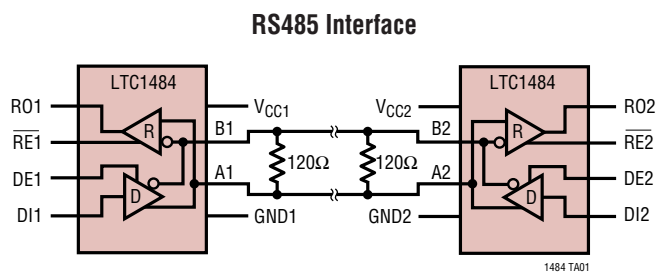 RS485 Interface
LTC1484 LTC1484
RO1 R VCC1 VCC2 R RO2
RE1 B1 B2 RE2
DE1 120Ω 120Ω DE2
A1 A2
DI1 D GND1 GND2 D DI2
1484 TA01